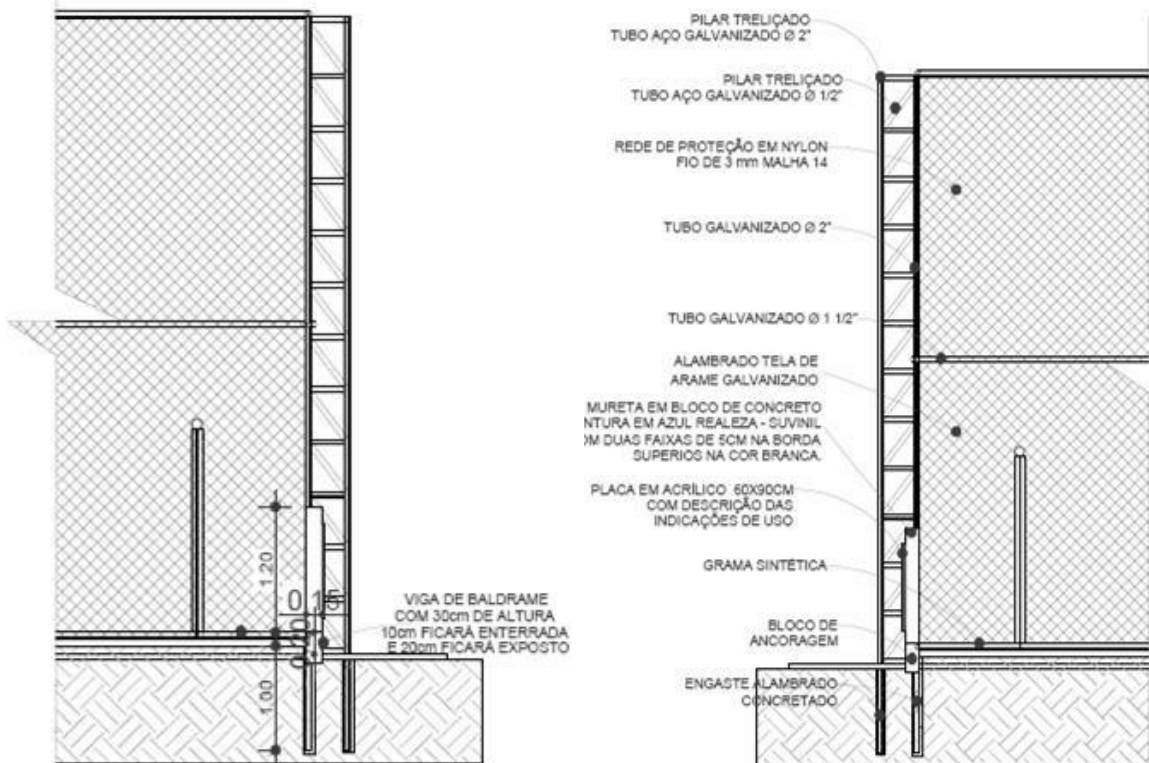 PILAR TRELIÇADO
TUBO AÇO GALVANIZADO Ø 2"
PILAR TRELIÇADO
TUBO AÇO GALVANIZADO Ø 1/2"
REDE DE PROTEÇÃO EM NYLON
FIO DE 3 mm MALHA 14
TUBO GALVANIZADO Ø 2"
TUBO GALVANIZADO Ø 1 1/2"
ALAMBRADO TELA DE
ARAME GALVANIZADO
MURETA EM BLOCO DE CONCRETO
NTURA EM AZUL REALEZA - SUVINIL
OM DUAS FAIXAS DE 5CM NA BORDA
SUPERIOS NA COR BRANCA.
PLACA EM ACRÍLICO 60X90CM
COM DESCRIÇÃO DAS
INDICAÇÕES DE USO
GRAMA SINTÉTICA
BLOCO DE
ANCORAGEM
ENGASTE ALAMBRADO
CONCRETADO
120
0,15
100
VIGA DE BALDRAME
COM 30cm DE ALTURA
10cm FICARÁ ENTERRADA
E 20cm FICARÁ EXPOSTO